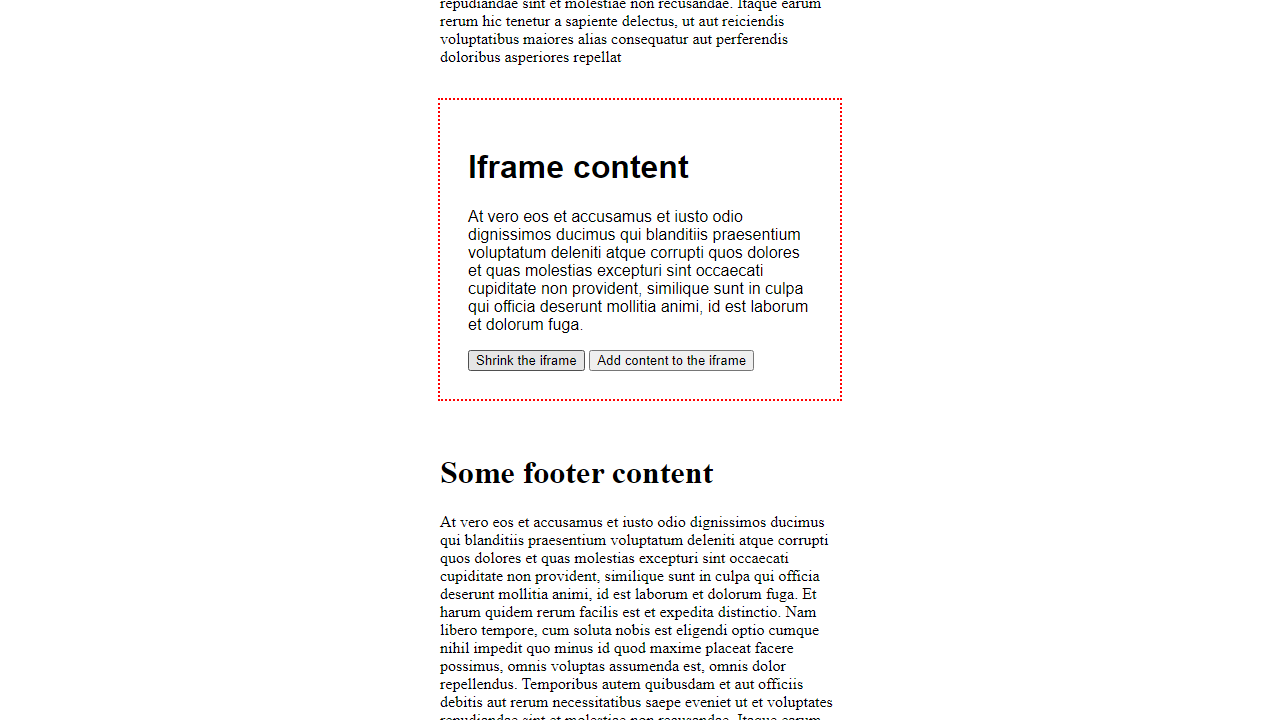 repudiandae sint et molestiae non recusandae. Itaque earum
rerum hic tenetur a sapiente delectus, ut aut reiciendis
voluptatibus maiores alias consequatur aut perferendis
doloribus asperiores repellat
Iframe content
At vero eos et accusamus et iusto odio
dignissimos ducimus qui blanditiis praesentium
voluptatum deleniti atque corrupti quos dolores
et quas molestias excepturi sint occaecati
cupiditate non provident, similique sunt in culpa
qui officia deserunt mollitia animi, id est laborum
et dolorum fuga.
Shrink the iframe Add content to the iframe
Some footer content
At vero eos et accusamus et iusto odio dignissimos ducimus
qui blanditiis praesentium voluptatum deleniti atque corrupti
quos dolores et quas molestias excepturi sint occaecati
cupiditate non provident, similique sunt in culpa qui officia
deserunt mollitia animi, id est laborum et dolorum fuga. Et
harum quidem rerum facilis est et expedita distinctio. Nam
libero tempore, cum soluta nobis est eligendi optio cumque
nihil impedit quo minus id quod maxime placeat facere
possimus, omnis voluptas assumenda est, omnis dolor
repellendus. Temporibus autem quibusdam et aut officiis
debitis aut rerum necessitatibus saepe eveniet ut et voluptates
repudiandae sint et molestiae non recusandae. Itaque earum